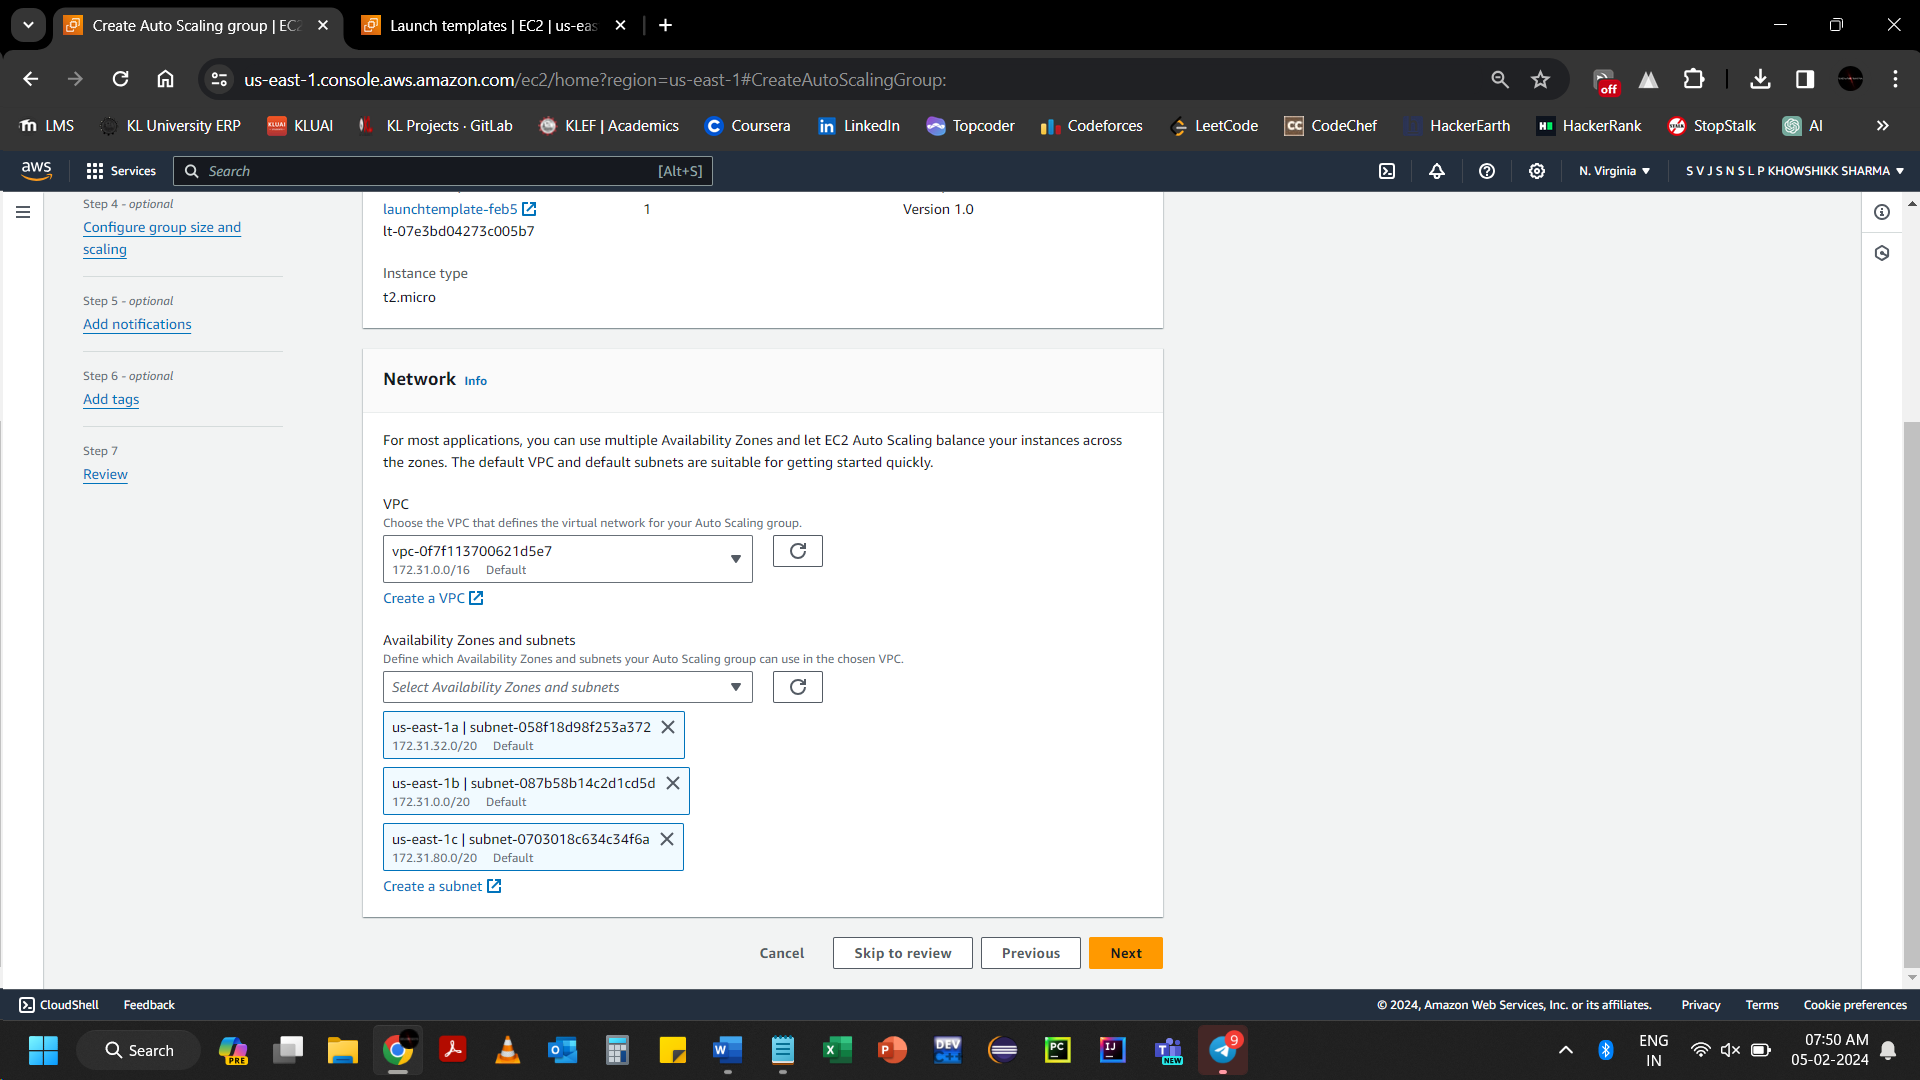 Create Auto Scaling group | EC2
Launch templates | EC2 | us-eas
us-east-1.console.aws.amazon.com/ec2/home?region=us-east-1#CreateAutoScalingGroup:
off
LMS
KL University ERP
KLUAI
KL Projects · GitLab
KLEF | Academics
Coursera
LinkedIn
Topcoder
Codeforces
LeetCode
CodeChef
HackerEarth
HackerRank
StopStalk
AI
aws
Services
Search
[Alt+S]
N. Virginia
S V J S N S L P KHOWSHIKK SHARMA
Step 4 - optional
Configure group size and
scaling
Step 5 - optional
Add notifications
Step 6 - optional
Add tags
Step 7
Review
launchtemplate-feb5
1
Version 1.0
lt-07e3bd04273c005b7
Instance type
t2.micro
Network Info
For most applications, you can use multiple Availability Zones and let EC2 Auto Scaling balance your instances across
the zones. The default VPC and default subnets are suitable for getting started quickly.
VPC
Choose the VPC that defines the virtual network for your Auto Scaling group.
vpc-0f7f113700621d5e7
172.31.0.0/16 Default
Create a VPC
Availability Zones and subnets
Define which Availability Zones and subnets your Auto Scaling group can use in the chosen VPC.
Select Availability Zones and subnets
us-east-1a | subnet-058f18d98f253a372
172.31.32.0/20 Default
us-east-1b | subnet-087b58b14c2d1cd5d
172.31.0.0/20 Default
us-east-1c | subnet-0703018c634c34f6a
172.31.80.0/20 Default
Create a subnet
Cancel
Skip to review
Previous
Next
CloudShell
Feedback
© 2024, Amazon Web Services, Inc. or its affiliates.
Privacy
Terms
Cookie preferences
Search
PRE
DEV
NEW
9
ENG
IN
07:50 AM
05-02-2024